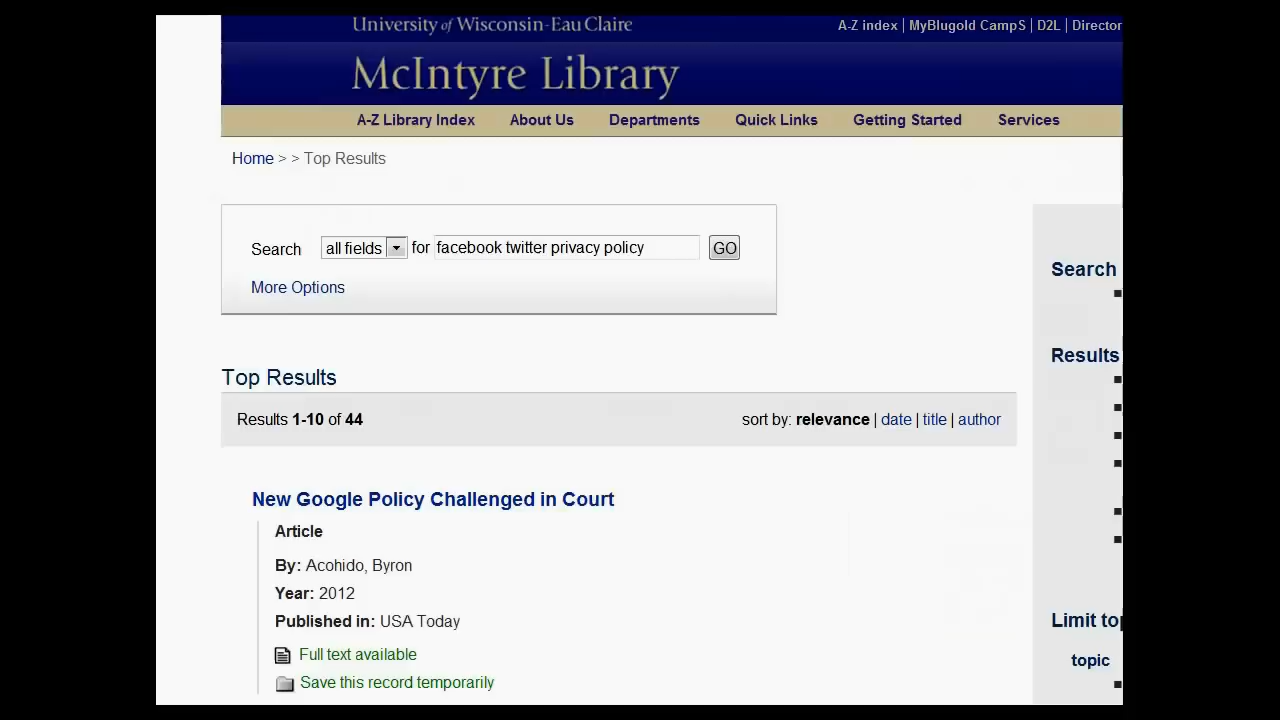 University of Wisconsin-Eau Claire
A-Z index | MyBlugold CampS | D2L | Director
McIntyre Library
A-Z Library Index About Us Departments Quick Links Getting Started Services
Home > > Top Results
Search all fields for facebook twitter privacy policy GO
More Options
Search
Results
Top Results
Results 1-10 of 44 sort by: relevance | date | title | author
New Google Policy Challenged in Court
Article
By: Acohido, Byron
Year: 2012
Published in: USA Today
Full text available
Save this record temporarily
Limit to
topic